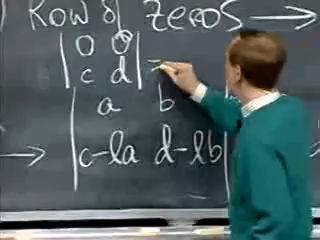 Row of zeros →
| 0 0 |
| c d | =
| a b |
→ | c-la d-lb |